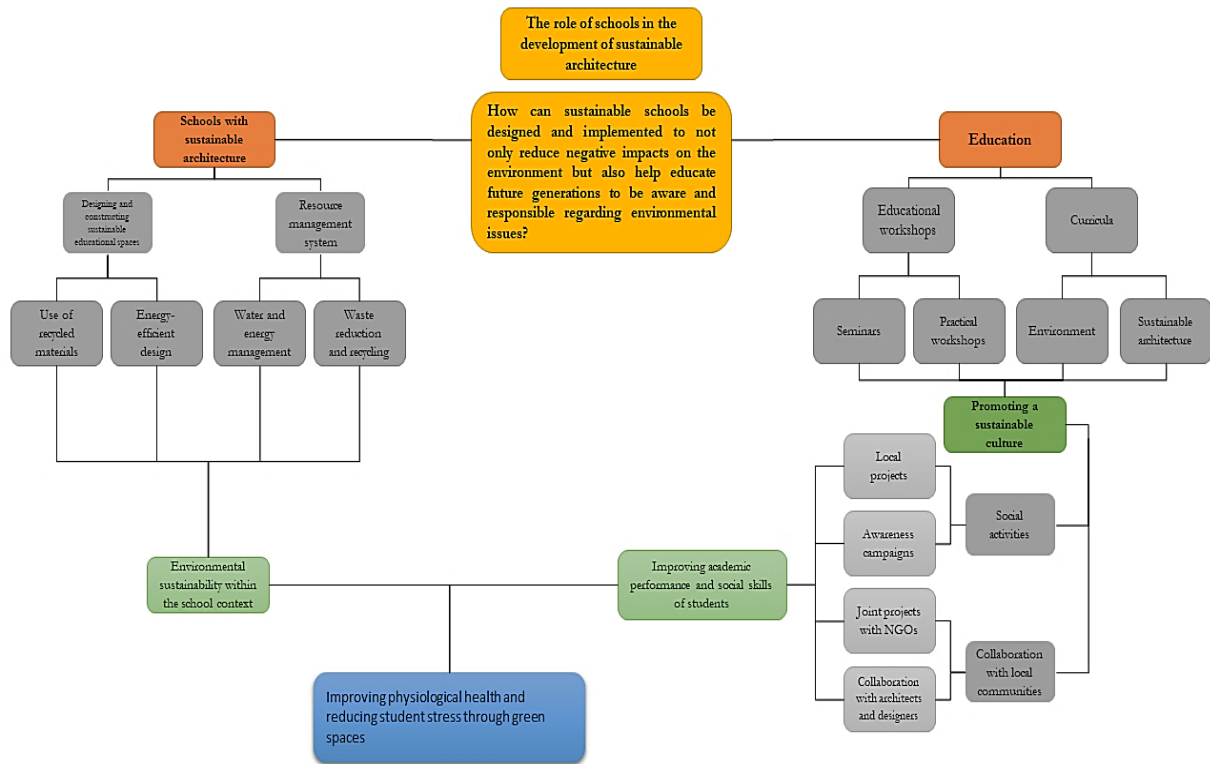 The role of schools in the
development of sustainable
architecture
How can sustainable schools be
designed and implemented to not
only reduce negative impacts on the
environment but also help educate
future generations to be aware and
responsible regarding environmental
issues?
Schools with
sustainable
architecture
Education
Designing and
constructing
sustainable
educational spaces
Resource
management
system
Educational
workshops
Curricula
Use of
recycled
materials
Energy-
efficient
design
Water and
energy
management
Waste
reduction
and recycling
Seminars
Practical
workshops
Environment
Sustainable
architecture
Promoting a
sustainable
culture
Local
projects
Awareness
campaigns
Social
activities
Joint projects
with NGOs
Collaboration
with architects
and designers
Collaboration
with local
communities
Environmental
sustainability within
the school context
Improving academic
performance and social skills
of students
Improving physiological health and
reducing student stress through green
spaces